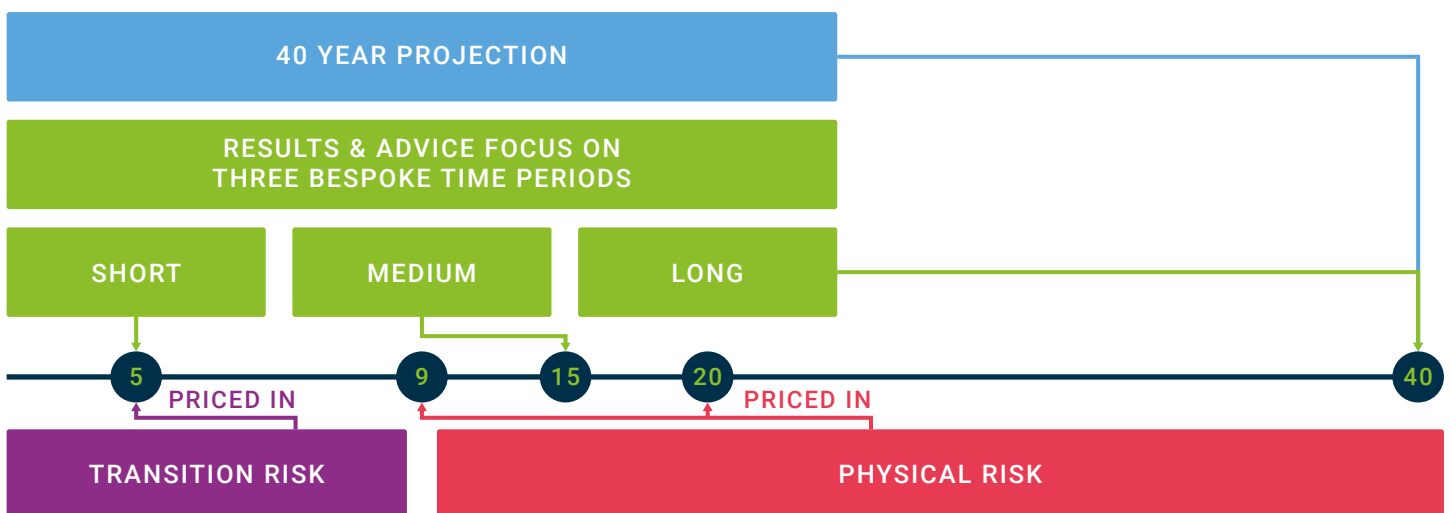 40 YEAR PROJECTION
RESULTS & ADVICE FOCUS ON
THREE BESPOKE TIME PERIODS
SHORT
MEDIUM
LONG
5
9
15
20
40
PRICED IN
PRICED IN
TRANSITION RISK
PHYSICAL RISK